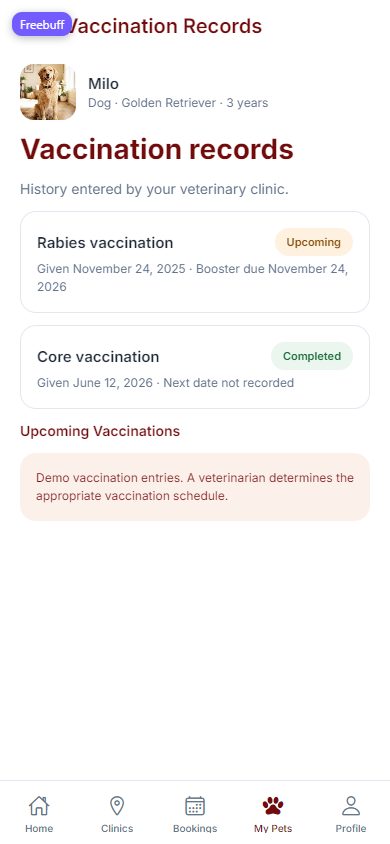 Freebuff
Vaccination Records
Milo
Dog · Golden Retriever · 3 years
Vaccination records
History entered by your veterinary clinic.
Rabies vaccination
Upcoming
Given November 24, 2025 · Booster due November 24,
2026
Core vaccination
Completed
Given June 12, 2026 · Next date not recorded
Upcoming Vaccinations
Demo vaccination entries. A veterinarian determines the
appropriate vaccination schedule.
Home
Clinics
Bookings
My Pets
Profile